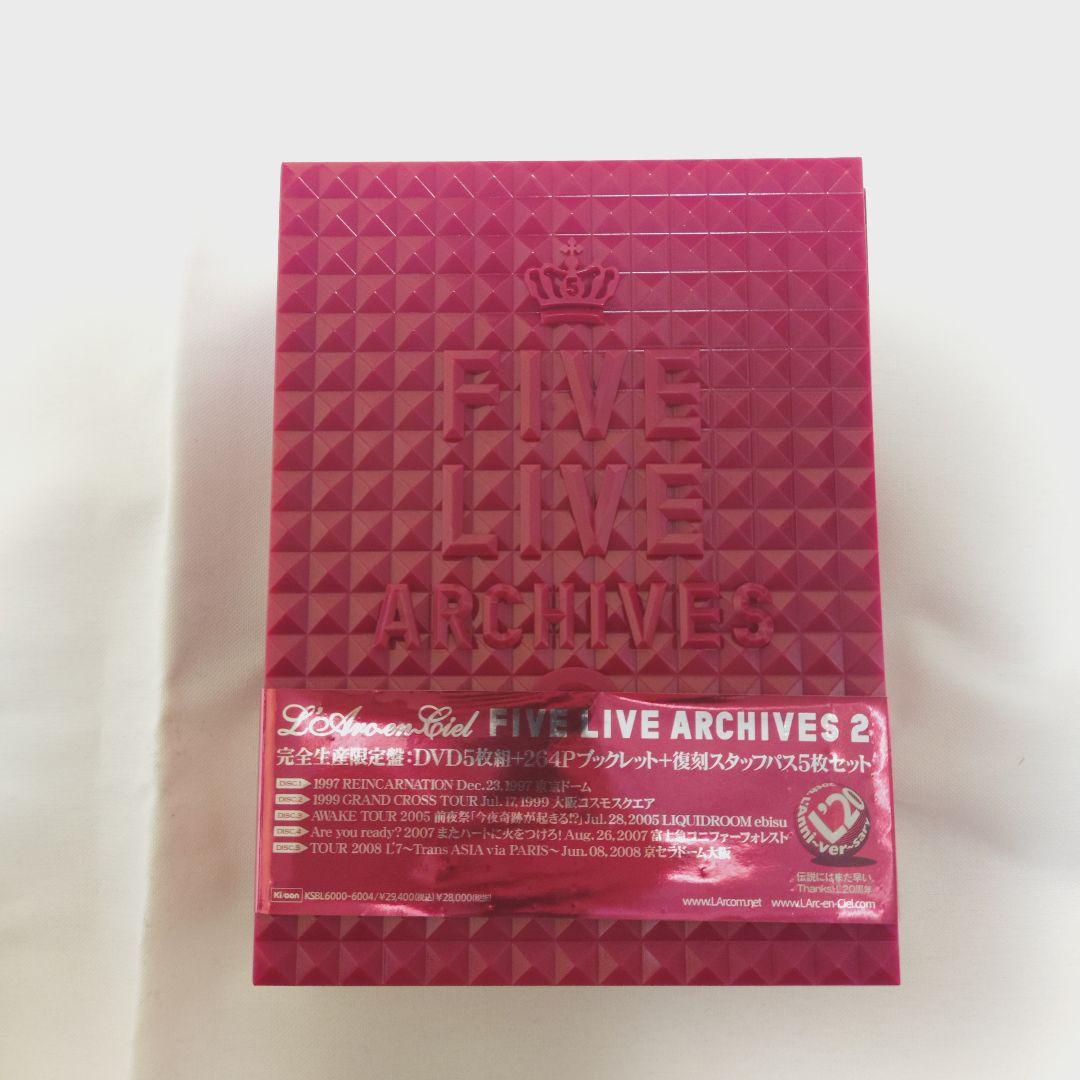 5
FIVE
LIVE
ARCHIVES
L'Arc~en~Ciel FIVE LIVE ARCHIVES 2
完全生産限定盤：DVD5枚組+264Pブックレット+復刻スタッフパス5枚セット
DISC.1 1997 REINCARNATION Dec.23,1997 東京ドーム
DISC.2 1999 GRAND CROSS TOUR Jul.17,1999 大阪コスモスクエア
DISC.3 AWAKE TOUR 2005 前夜祭「今夜奇跡が起きる!?」Jul.28,2005 LIQUIDROOM ebisu
DISC.4 Are you ready? 2007 またハートに火をつけろ! Aug.26,2007 富士急コニファーフォレスト
DISC.5 TOUR 2008 L'7~Trans ASIA via PARIS~Jun.08,2008 京セラドーム大阪
20th
L'20
L'Anni~ver~sary
伝説にはまだ早い。
Thanks L'20周年
Ki/oon KSBL6000-6004/¥29,400(税込)¥28,000(税抜)
www.LArcom.net www.LArc-en-Ciel.com